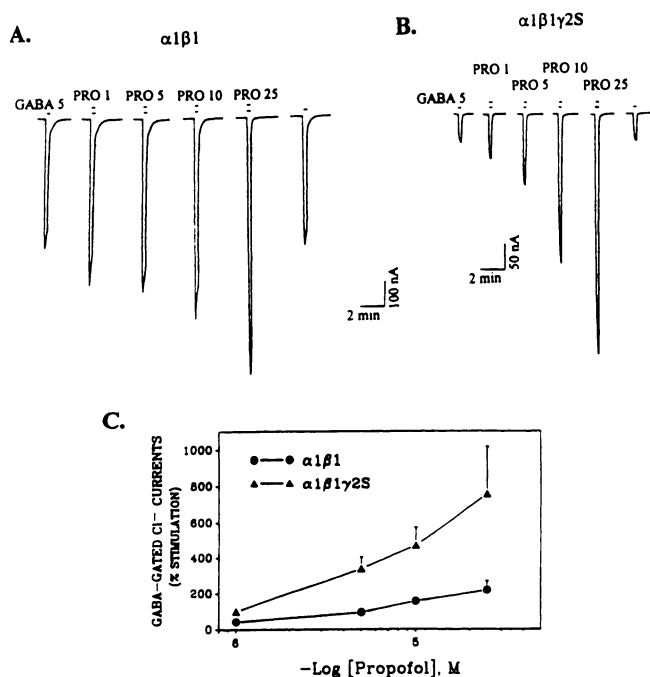 A.
α1β1
GABA 5 PRO 1 PRO 5 PRO 10 PRO 25
100 nA
2 min
B.
α1β1γ2S
PRO 1 PRO 10
GABA 5 PRO 5 PRO 25
50 nA
2 min
C.
GABA-GATED Cl- CURRENTS
(% STIMULATION)
1000
800
600
400
200
0
α1β1
α1β1γ2S
6 5
-Log [Propofol], M